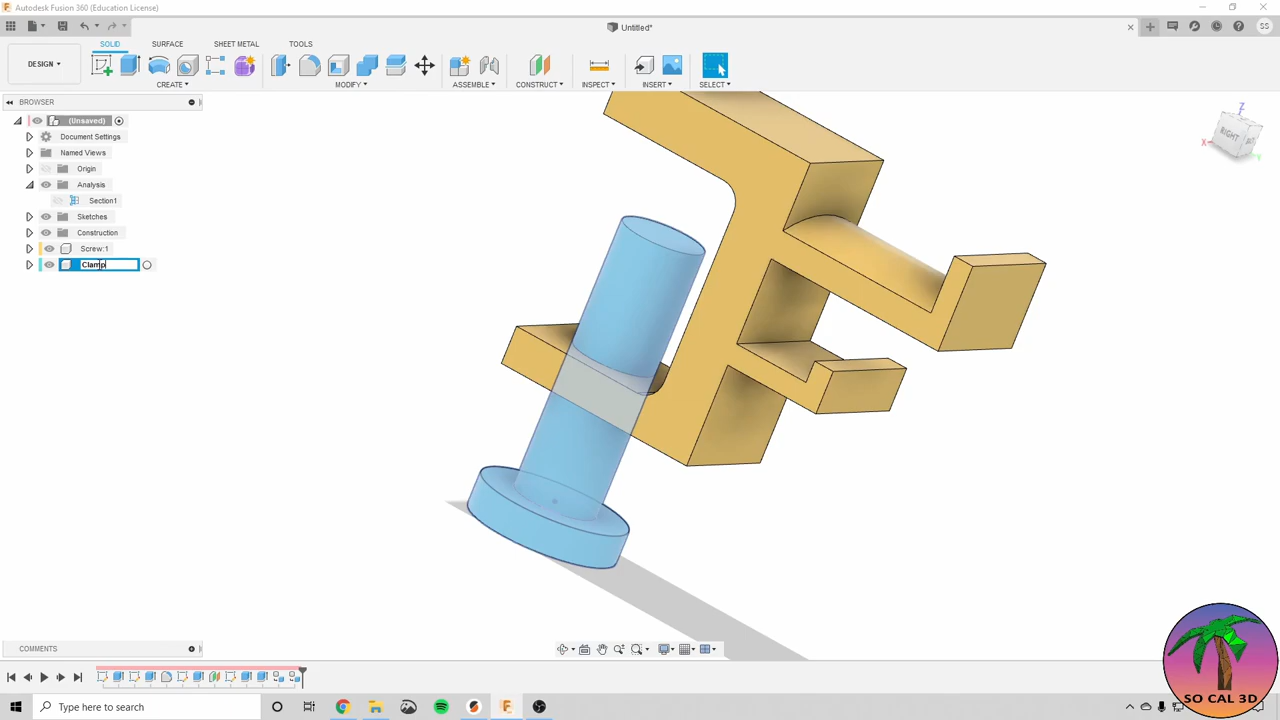 Autodesk Fusion 360 (Education License)
Untitled*
SS
DESIGN
SOLID
SURFACE
SHEET METAL
TOOLS
CREATE
MODIFY
ASSEMBLE
CONSTRUCT
INSPECT
INSERT
SELECT
BROWSER
(Unsaved)
Document Settings
Named Views
Origin
Analysis
Section1
Sketches
Construction
Screw:1
Clamp
Z
RIGHT
X
COMMENTS
Type here to search
SO CAL 3D